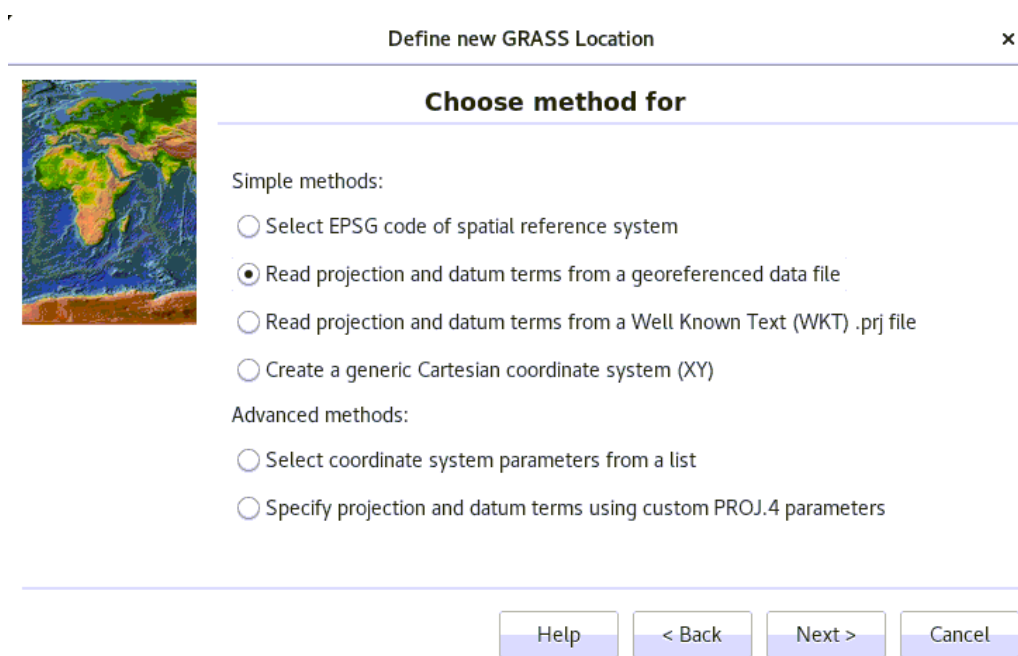 Define new GRASS Location ×
Choose method for
Simple methods:
Select EPSG code of spatial reference system
Read projection and datum terms from a georeferenced data file
Read projection and datum terms from a Well Known Text (WKT) .prj file
Create a generic Cartesian coordinate system (XY)
Advanced methods:
Select coordinate system parameters from a list
Specify projection and datum terms using custom PROJ.4 parameters
Help < Back Next > Cancel